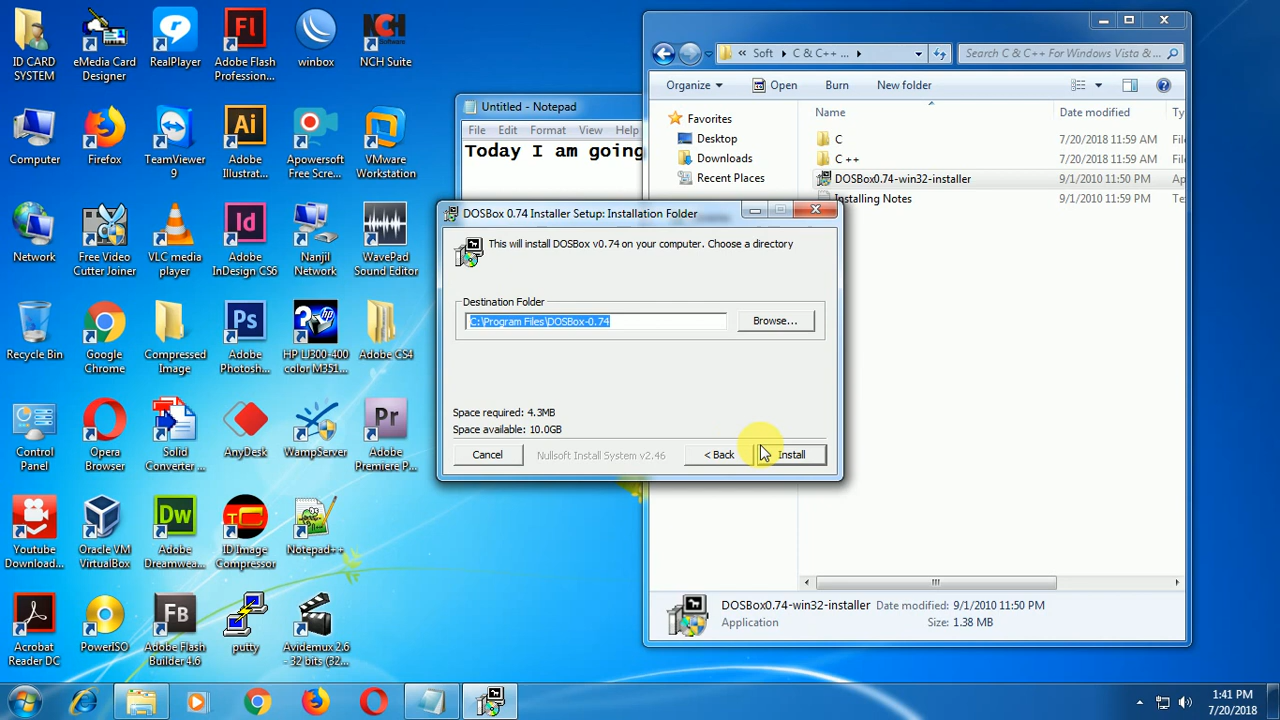 ID CARD
SYSTEM
eMedia Card
Designer
RealPlayer
Adobe Flash
Profession...
winbox
NCH Suite
Computer
Firefox
TeamViewer
9
Adobe
Illustrat...
Apowersoft
Free Scre...
VMware
Workstation
Network
Free Video
Cutter Joiner
VLC media
player
Adobe
InDesign CS6
Nanjil
Network
WavePad
Sound Editor
Recycle Bin
Google
Chrome
Compressed
Image
Adobe
Photosh...
HP LJ300-400
color M351...
Adobe CS4
Control
Panel
Opera
Browser
Solid
Converter ...
AnyDesk
WampServer
Adobe
Premiere P...
Youtube
Download...
Oracle VM
VirtualBox
Adobe
Dreamwea...
ID Image
Compressor
Notepad++
Acrobat
Reader DC
PowerISO
Adobe Flash
Builder 4.6
putty
Avidemux 2.6
- 32 bits (32...
Untitled - Notepad
File Edit Format View Help
Today I am going
« Soft C & C++ ...
Search C & C++ For Windows Vista & ...
Organize Open Burn New folder
Favorites
Desktop
Downloads
Recent Places
Name Date modified Ty
C 7/20/2018 11:59 AM Fil
C ++ 7/20/2018 11:59 AM Fil
DOSBox0.74-win32-installer 9/1/2010 11:50 PM Ap
Installing Notes 7/20/2018 11:59 AM Te
DOSBox 0.74 Installer Setup: Installation Folder
This will install DOSBox v0.74 on your computer. Choose a directory
Destination Folder
C:\Program Files\DOSBox-0.74
Browse...
Space required: 4.3MB
Space available: 10.0GB
Cancel
Nullsoft Install System v2.46
< Back
Install
DOSBox0.74-win32-installer Date modified: 9/1/2010 11:50 PM
Application Size: 1.38 MB
1:41 PM
7/20/2018